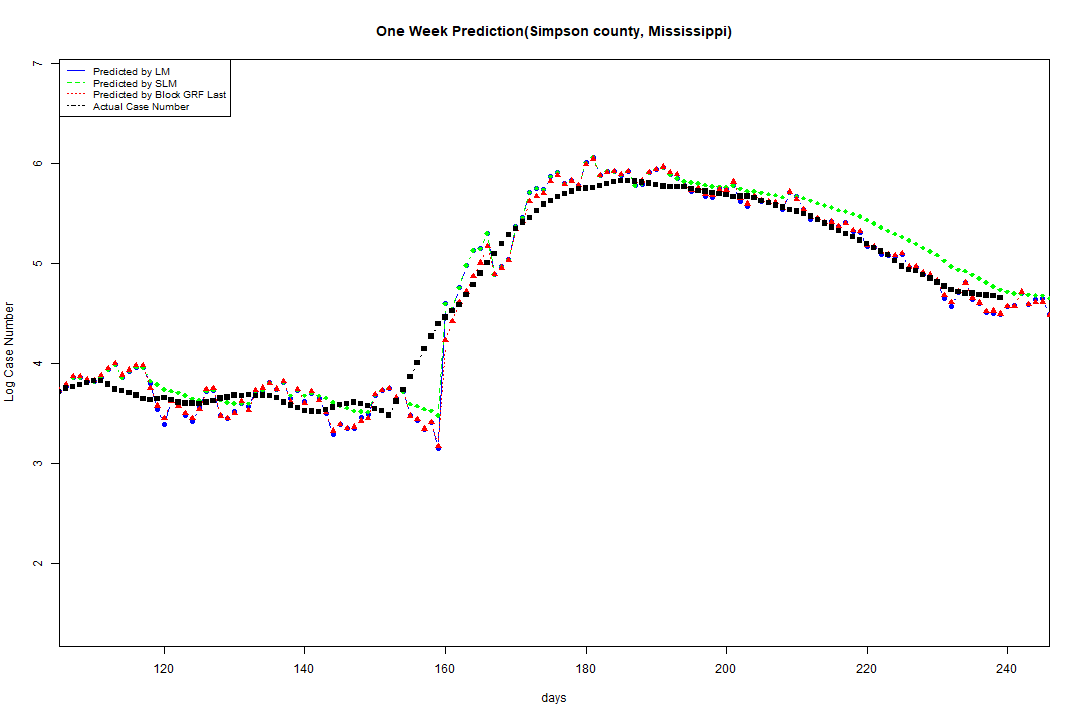 One Week Prediction(Simpson county, Mississippi)
Predicted by LM
Predicted by SLM
Predicted by Block GRF Last
Actual Case Number
Log Case Number
7
6
5
4
3
2
120 140 160 180 200 220 240
days